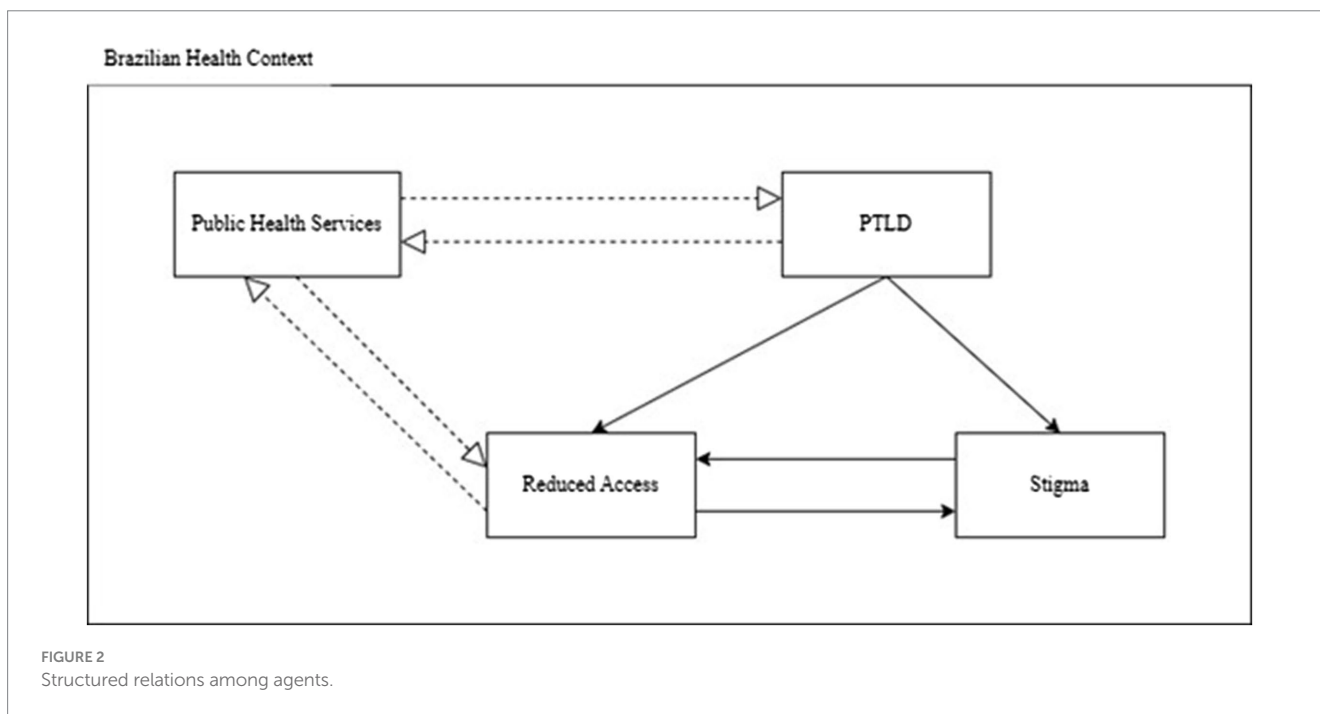 Brazilian Health Context
Public Health Services
PTLD
Reduced Access
Stigma
FIGURE 2
Structured relations among agents.